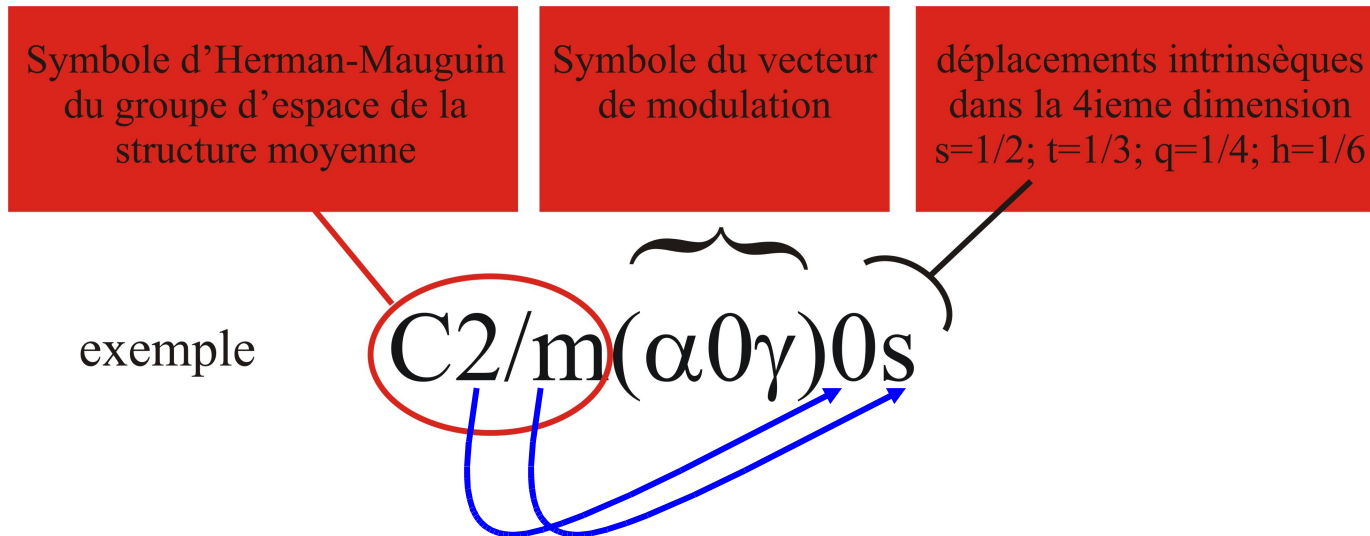 Symbole d’Herman-Mauguin
du groupe d’espace de la
structure moyenne
Symbole du vecteur
de modulation
déplacements intrinsèques
dans la 4ieme dimension
s=1/2; t=1/3; q=1/4; h=1/6
exemple
C2/m(α0γ)0s